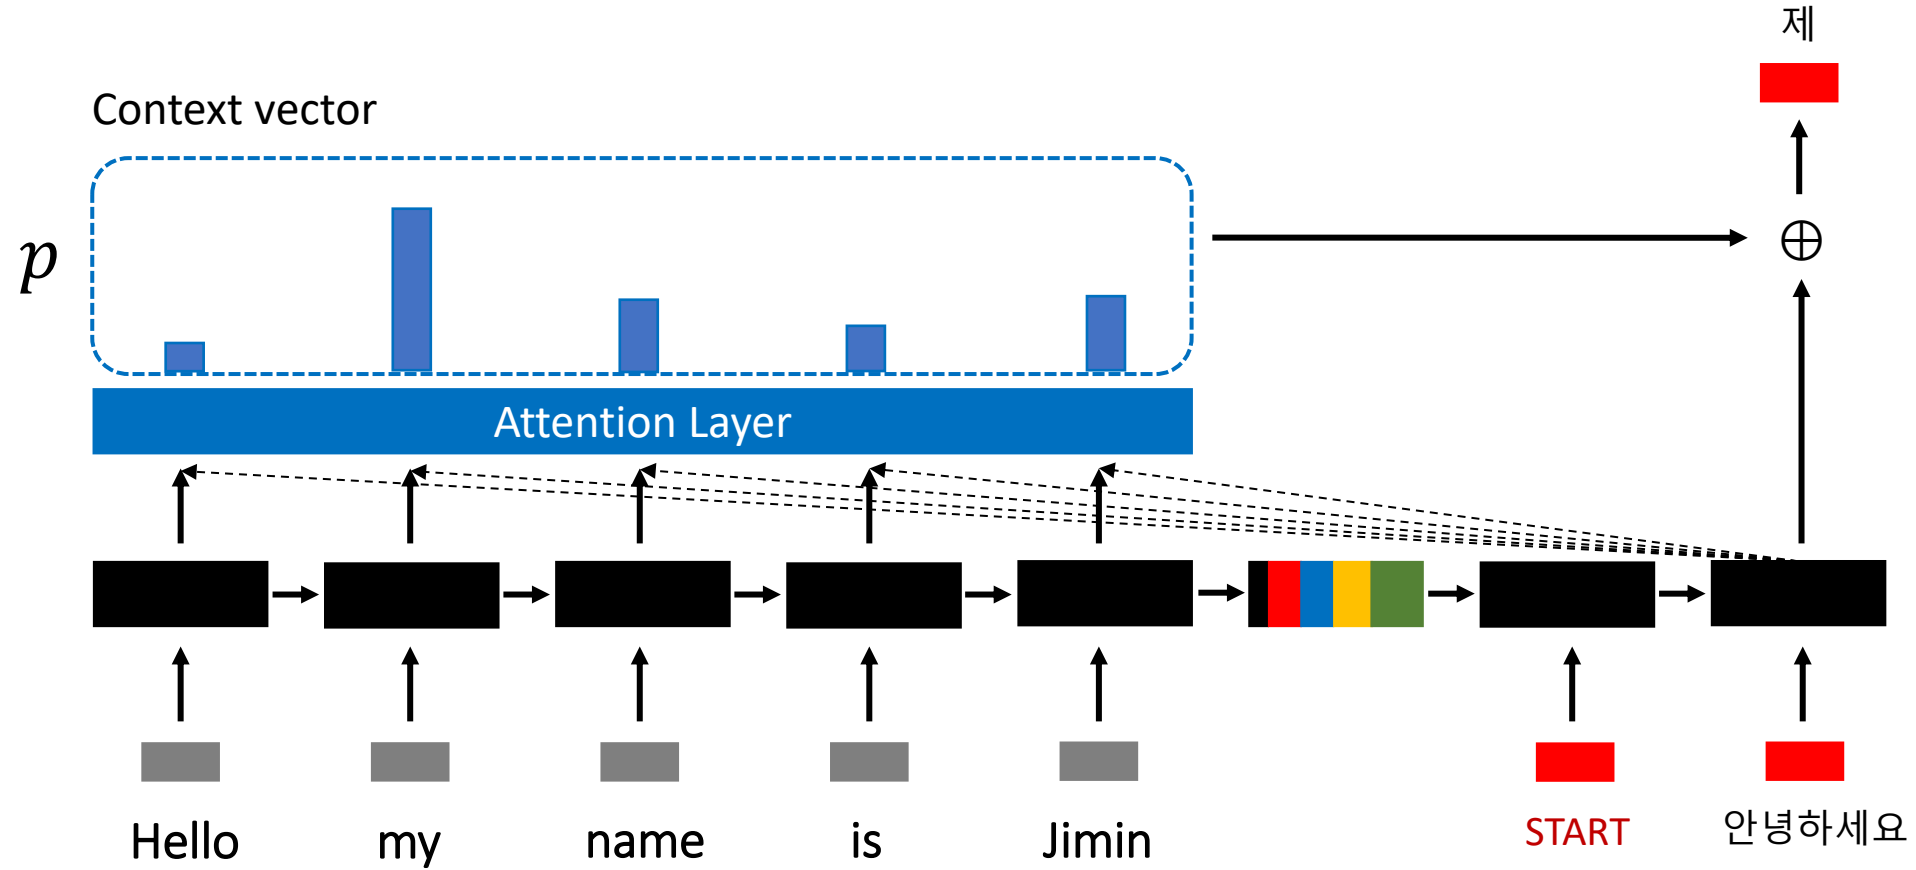 제
Context vector
p
Attention Layer
Hello my name is Jimin START 안녕하세요